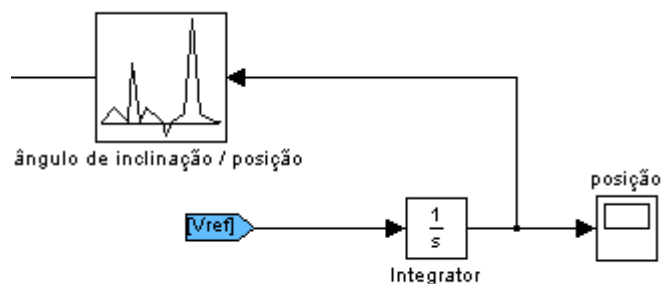 ângulo de inclinação / posição
posição
[Vref]
1
s
Integrator